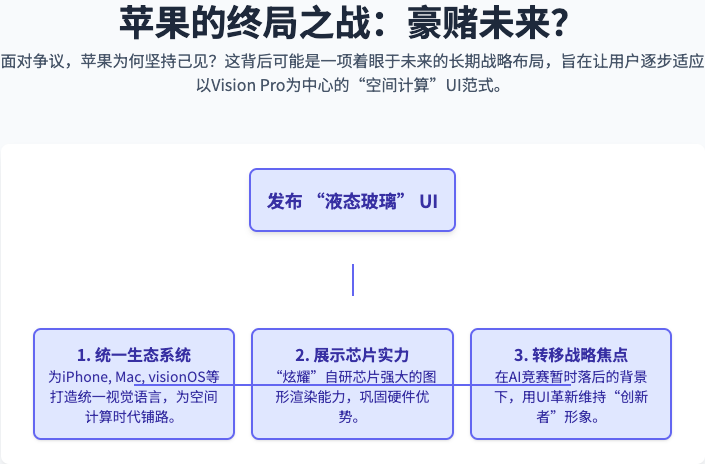 苹果的终局之战：豪赌未来？
面对争议，苹果为何坚持己见？这背后可能是一项着眼于未来的长期战略布局，旨在让用户逐步适应
以Vision Pro为中心的“空间计算”UI范式。
发布 “液态玻璃” UI
1. 统一生态系统
为iPhone, Mac, visionOS等
打造统一视觉语言，为空间
计算时代铺路。
2. 展示芯片实力
“炫耀”自研芯片强大的图
形渲染能力，巩固硬件优
势。
3. 转移战略焦点
在AI竞赛暂时落后的背景
下，用UI革新维持“创新
者”形象。